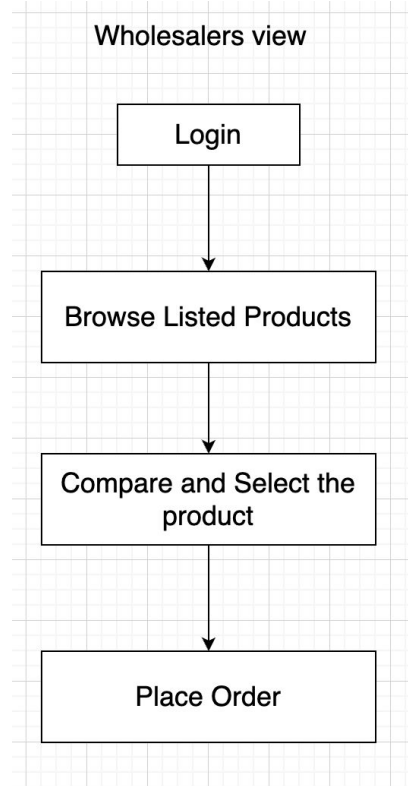 Wholesalers view
Login
Browse Listed Products
Compare and Select the
product
Place Order